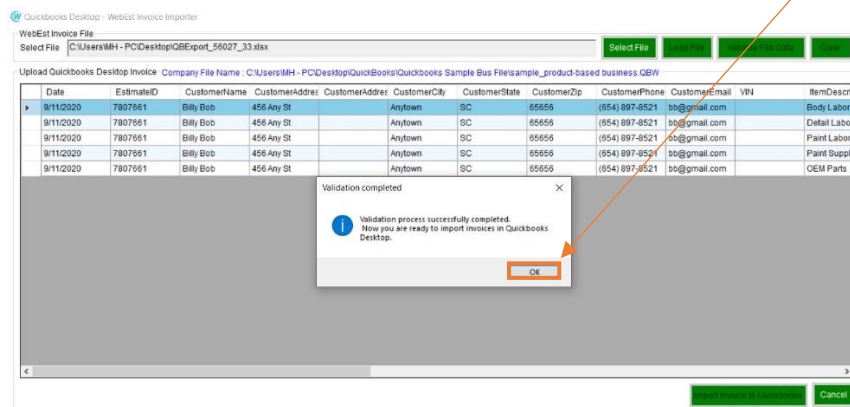 Quickbooks Desktop - WebEst Invoice Importer
WebEst Invoice File
Select File C:\Users\MH - PC\Desktop\QBExport_56027_33.xlsx Select File Load File Validate File Data Clear
Upload Quickbooks Desktop Invoice Company File Name : C:\Users\MH - PC\Desktop\QuickBooks\Quickbooks Sample Bus File\sample_product-based business.QBW
Date EstimateID CustomerName CustomerAddres CustomerAddres CustomerCity CustomerState CustomerZip CustomerPhone CustomerEmail VIN ItemDescri
9/11/2020 7807661 Billy Bob 456 Any St Anytown SC 65656 (654) 897-8521 bb@gmail.com Body Labor
9/11/2020 7807661 Billy Bob 456 Any St Anytown SC 65656 (654) 897-8521 bb@gmail.com Detail Labo
9/11/2020 7807661 Billy Bob 456 Any St Anytown SC 65656 (654) 897-8521 bb@gmail.com Paint Labor
9/11/2020 7807661 Billy Bob 456 Any St Anytown SC 65656 (654) 897-8521 bb@gmail.com Paint Suppl
9/11/2020 7807661 Billy Bob 456 Any St Anytown SC 65656 (654) 897-8521 bb@gmail.com OEM Parts
Validation completed
Validation process successfully completed.
Now you are ready to import invoices in Quickbooks
Desktop.
OK
Import Invoice to Quickbooks Cancel